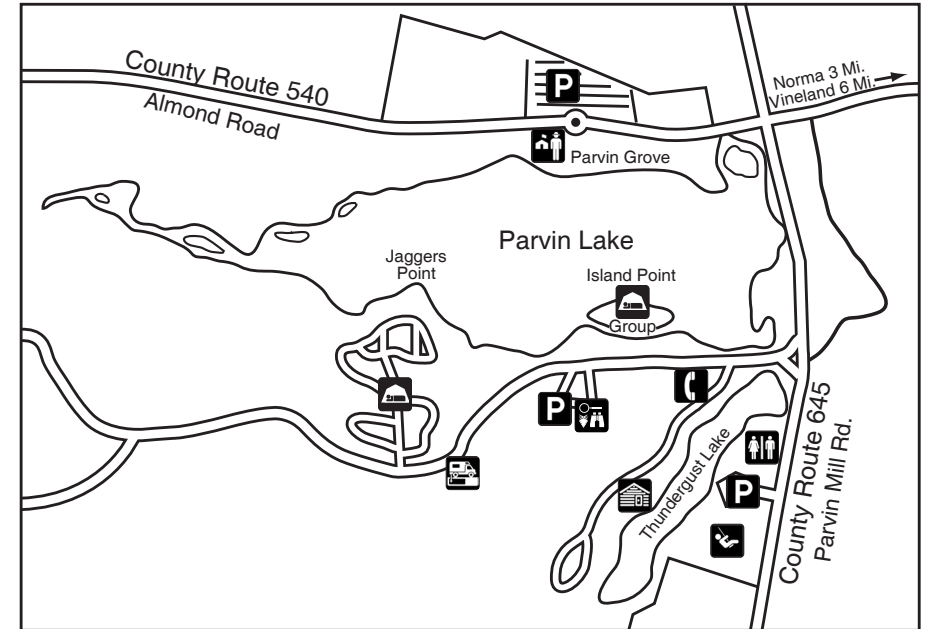 County Route 540
Almond Road
Norma 3 Mi.
Vineland 6 Mi.
P
Parvin Grove
Parvin Lake
Jaggers
Point
Island Point
Group
P
Thundergust Lake
P
County Route 645
Parvin Mill Rd.